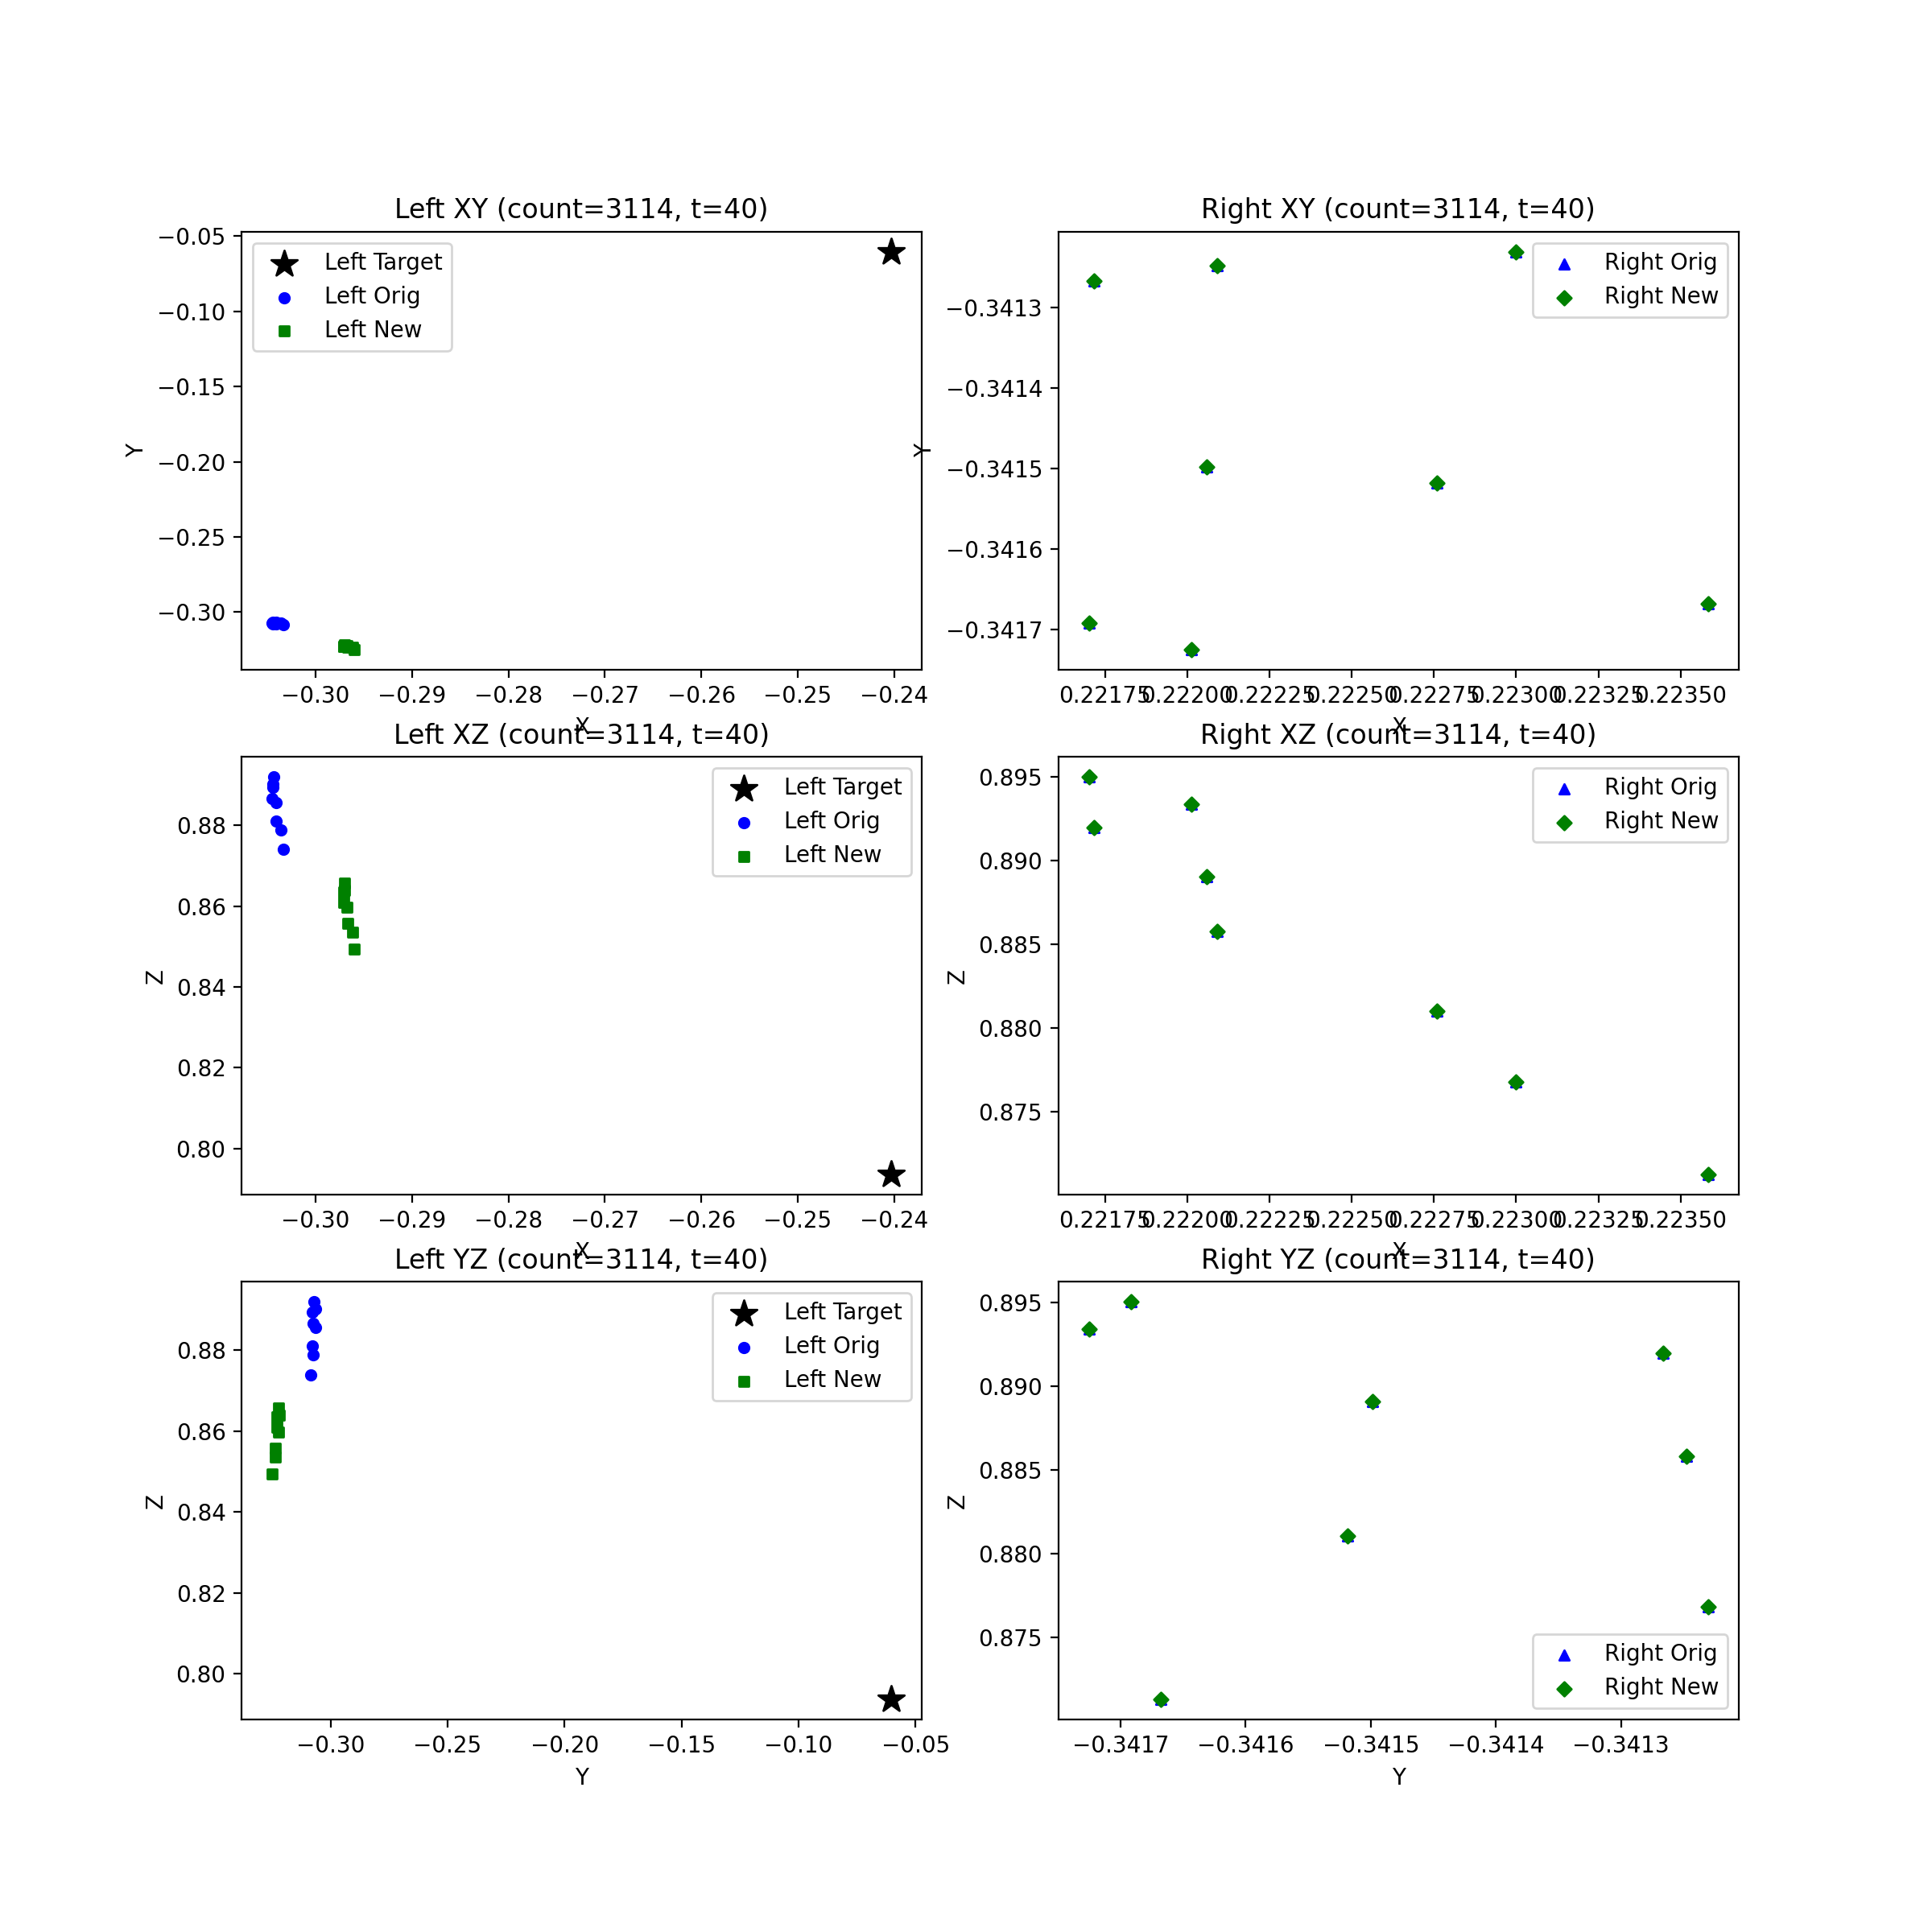 Left XY (count=3114, t=40)
−0.05
−0.10
−0.15
−0.20
−0.25
−0.30
Y
Left Target
Left Orig
Left New
−0.30 −0.29 −0.28 −0.27 −0.26 −0.25 −0.24
X
Right XY (count=3114, t=40)
−0.3413
−0.3414
−0.3415
−0.3416
−0.3417
Y
Right Orig
Right New
0.22175 0.22200 0.22225 0.22250 0.22275 0.22300 0.22325 0.22350
X
Left XZ (count=3114, t=40)
0.88
0.86
0.84
0.82
0.80
Z
Left Target
Left Orig
Left New
−0.30 −0.29 −0.28 −0.27 −0.26 −0.25 −0.24
X
Right XZ (count=3114, t=40)
0.895
0.890
0.885
0.880
0.875
Z
Right Orig
Right New
0.22175 0.22200 0.22225 0.22250 0.22275 0.22300 0.22325 0.22350
X
Left YZ (count=3114, t=40)
0.88
0.86
0.84
0.82
0.80
Z
Left Target
Left Orig
Left New
−0.30 −0.25 −0.20 −0.15 −0.10 −0.05
Y
Right YZ (count=3114, t=40)
0.895
0.890
0.885
0.880
0.875
Z
Right Orig
Right New
−0.3417 −0.3416 −0.3415 −0.3414 −0.3413
Y